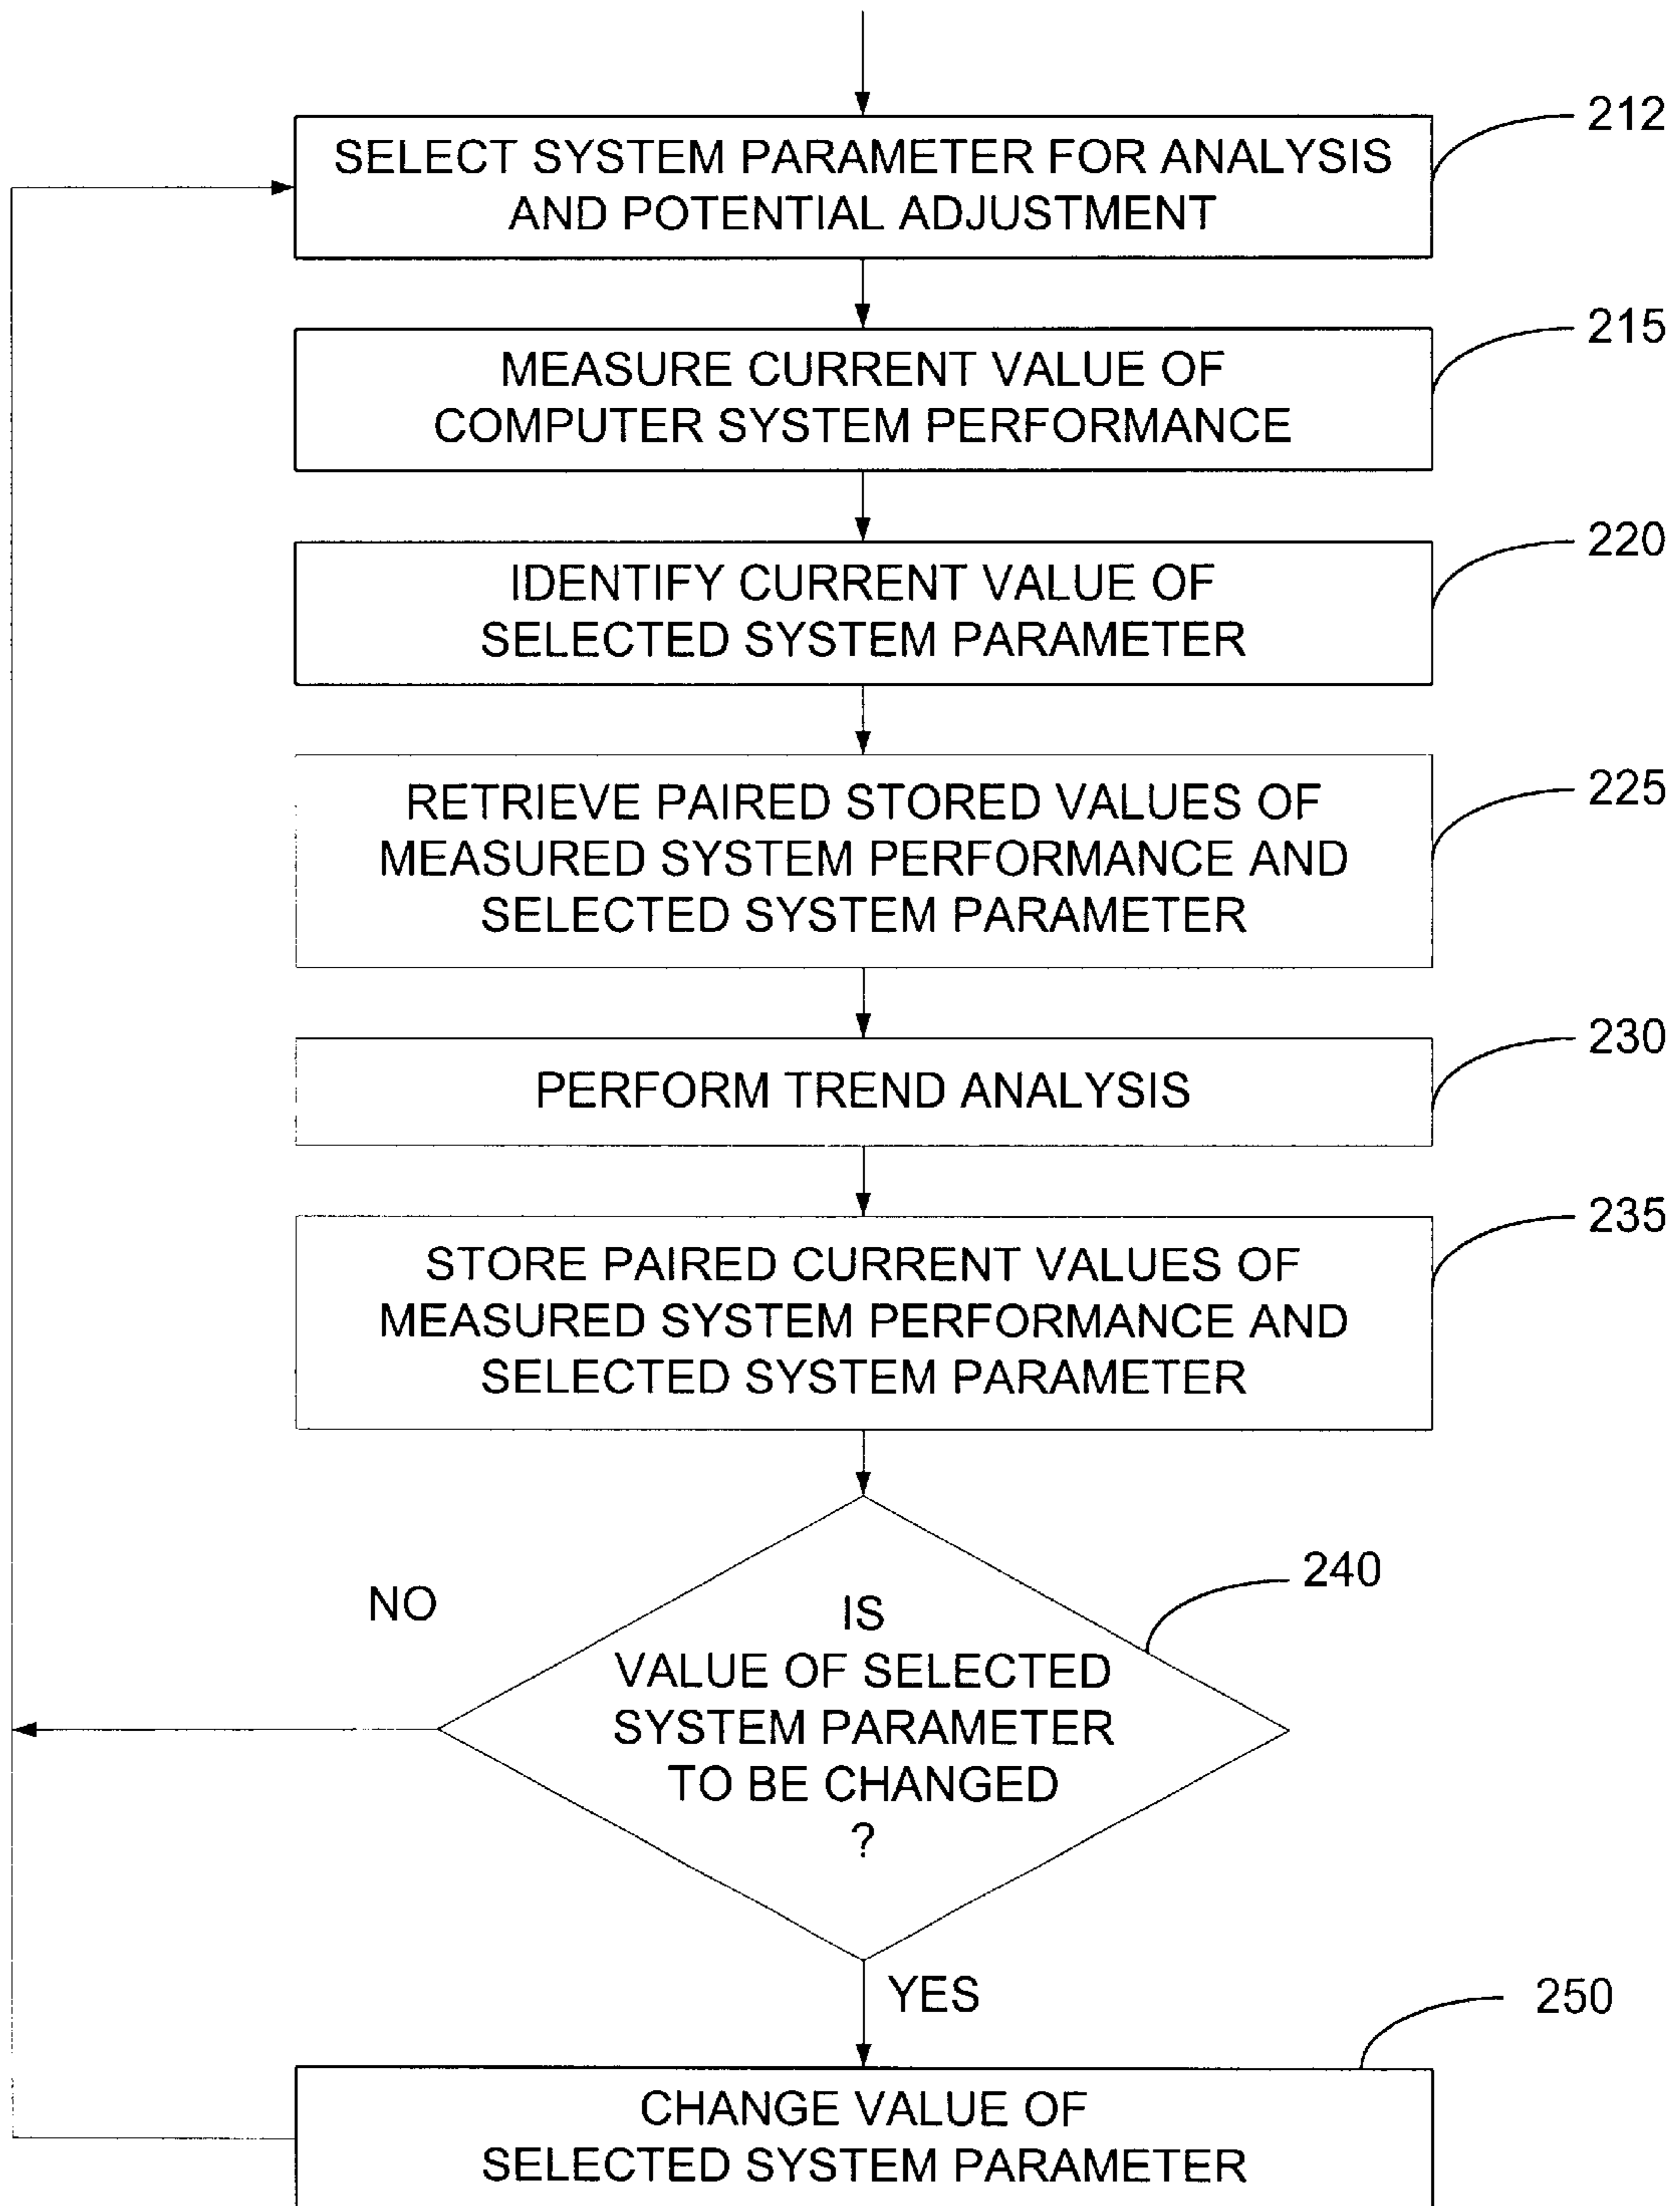 212
SELECT SYSTEM PARAMETER FOR ANALYSIS
AND POTENTIAL ADJUSTMENT
215
MEASURE CURRENT VALUE OF
COMPUTER SYSTEM PERFORMANCE
220
IDENTIFY CURRENT VALUE OF
SELECTED SYSTEM PARAMETER
225
RETRIEVE PAIRED STORED VALUES OF
MEASURED SYSTEM PERFORMANCE AND
SELECTED SYSTEM PARAMETER
230
PERFORM TREND ANALYSIS
235
STORE PAIRED CURRENT VALUES OF
MEASURED SYSTEM PERFORMANCE AND
SELECTED SYSTEM PARAMETER
240
NO
IS
VALUE OF SELECTED
SYSTEM PARAMETER
TO BE CHANGED
?
YES
250
CHANGE VALUE OF
SELECTED SYSTEM PARAMETER